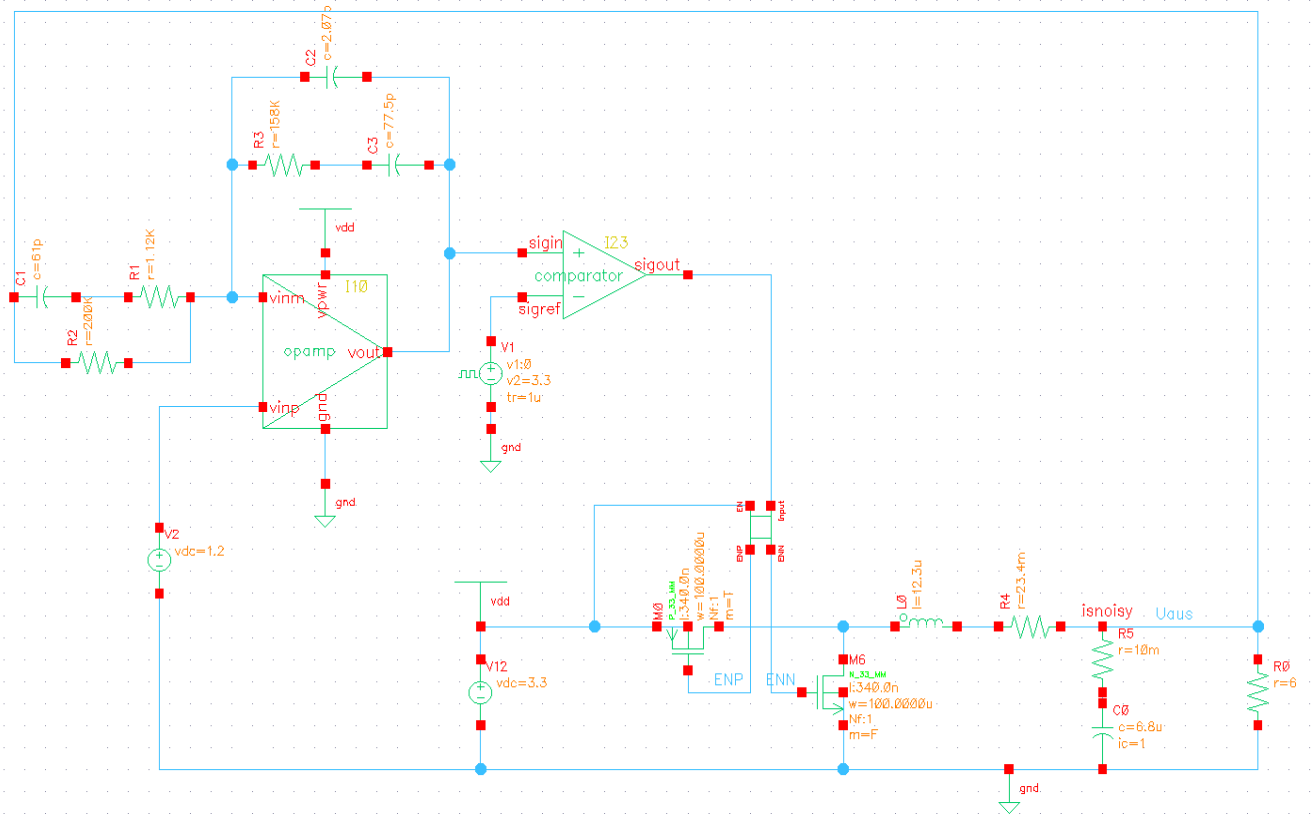 C2
c=2.07p
R3
r=158K
C3
c=77.5p
vdd
C1
c=61p
R1
r=1.12K
R2
r=200K
vinm
vpwr
I10
opamp
vout
vinp
gnd
gnd
sigin
I23
comparator
sigout
sigref
V1
v1:0
v2=3.3
tr=1u
gnd
V2
vdc=1.2
EN
Input
ENP
ENN
vdd
V12
vdc=3.3
M0
P_33_MM
l:340.0n
w=100.0000u
Nf:1
m=T
ENP
ENN
M6
N_33_MM
l:340.0n
w=100.0000u
Nf:1
m=F
L0
l=12.3u
R4
r=23.4m
isnoisy
Uaus
R5
r=10m
C0
c=6.8u
ic=1
R0
r=6
gnd